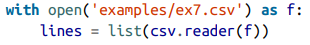 with open('examples/ex7.csv') as f:
    lines = list(csv.reader(f))